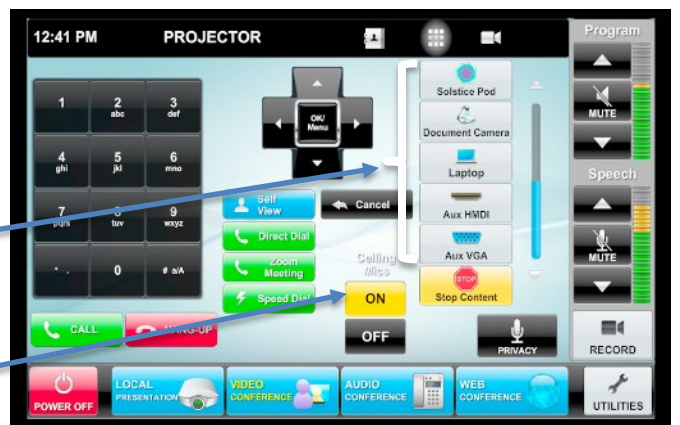 12:41 PM PROJECTOR
Program
1 2 abc 3 def
4 ghi 5 jkl 6 mno
7 pqrs 8 tuv 9 wxyz
* . 0 # a/A
OK/
Menu
Self
View
Cancel
Direct Dial
Zoom
Meeting
Speed Dial
Ceiling
Mics
ON
OFF
Solstice Pod
Document Camera
Laptop
Aux HDMI
Aux VGA
STOP
Stop Content
MUTE
Speech
MUTE
CALL
HANG-UP
PRIVACY
RECORD
POWER OFF
LOCAL
PRESENTATION
VIDEO
CONFERENCE
AUDIO
CONFERENCE
WEB
CONFERENCE
UTILITIES